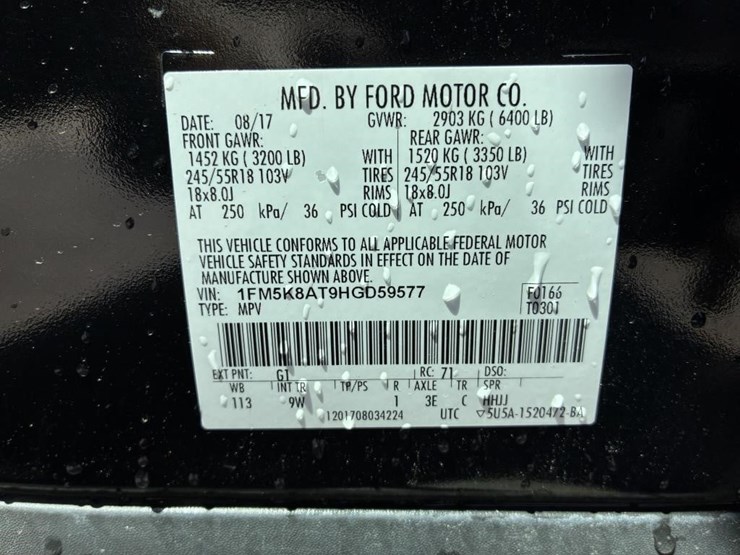 MFD. BY FORD MOTOR CO.
DATE: 08/17 GVWR: 2903 KG ( 6400 LB)
FRONT GAWR: REAR GAWR:
1452 KG ( 3200 LB) WITH 1520 KG ( 3350 LB) WITH
245/55R18 103V TIRES 245/55R18 103V TIRES
18x8.0J RIMS 18x8.0J RIMS
AT 250 kPa/ 36 PSI COLD AT 250 kPa/ 36 PSI COLD
THIS VEHICLE CONFORMS TO ALL APPLICABLE FEDERAL MOTOR
VEHICLE SAFETY STANDARDS IN EFFECT ON THE DATE OF
MANUFACTURE SHOWN ABOVE.
VIN: 1FM5K8AT9HGD59577 F0166
TYPE: MPV T0301
EXT PNT: G1 RC: 71 DSO:
WB INT TR TP/PS R AXLE TR SPR
113 9W 1 3E C HHJJ
1201708034224 UTC ▽5U5A-1520472-BA